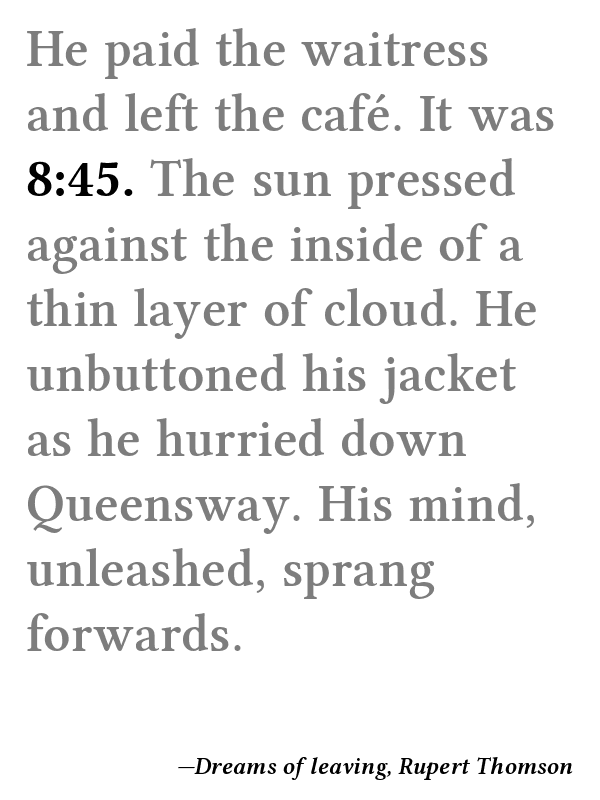 He paid the waitress
and left the café. It was
8:45. The sun pressed
against the inside of a
thin layer of cloud. He
unbuttoned his jacket
as he hurried down
Queensway. His mind,
unleashed, sprang
forwards.
—Dreams of leaving, Rupert Thomson